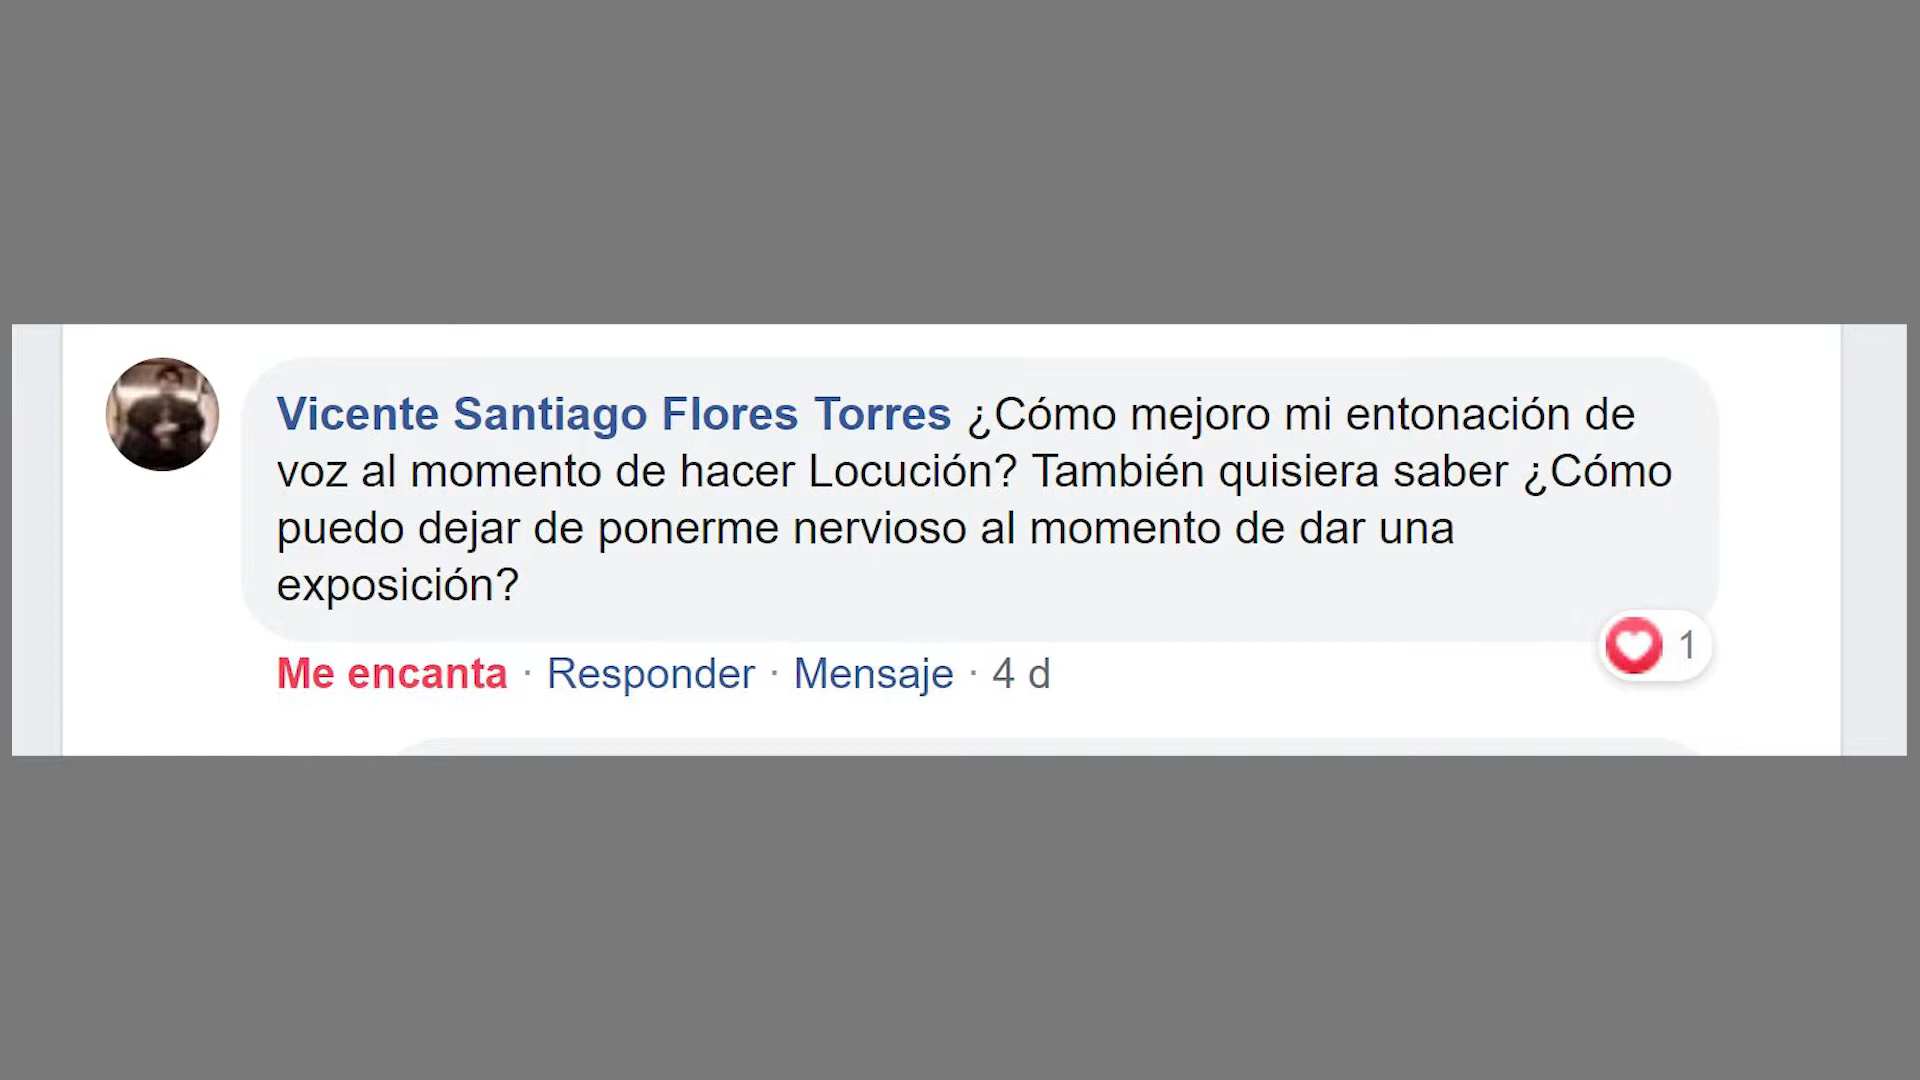 Vicente Santiago Flores Torres ¿Cómo mejoro mi entonación de
voz al momento de hacer Locución? También quisiera saber ¿Cómo
puedo dejar de ponerme nervioso al momento de dar una
exposición?
1
Me encanta · Responder · Mensaje · 4 d